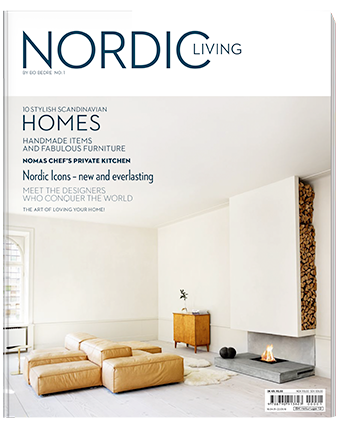 NORDIC LIVING
BY BO BEDRE NO. 1
10 STYLISH SCANDINAVIAN
HOMES
HANDMADE ITEMS
AND FABULOUS FURNITURE
NOMAS CHEF'S PRIVATE KITCHEN
Nordic Icons – new and everlasting
MEET THE DESIGNERS
WHO CONQUER THE WORLD
THE ART OF LOVING YOUR HOME!